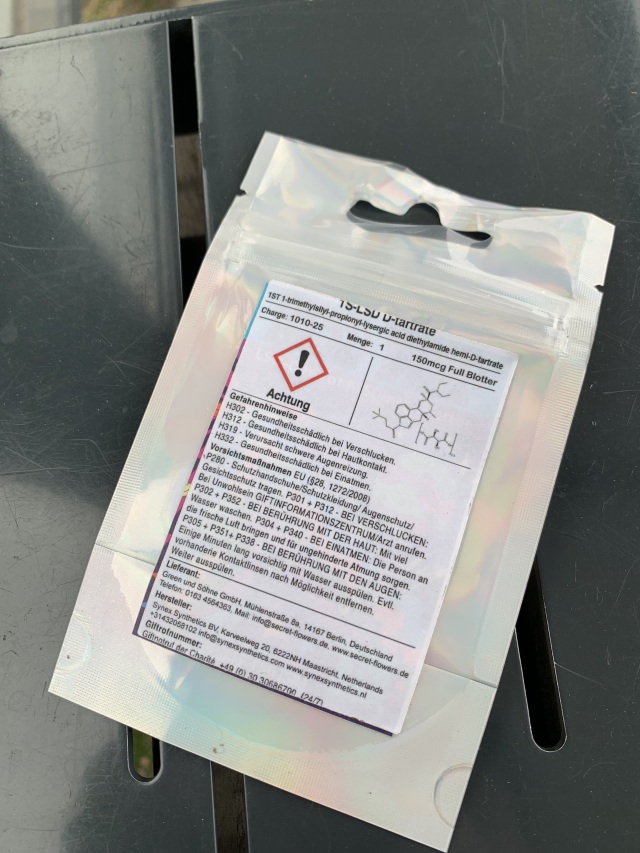 1S-LSD D-tartrate
1ST 1-trimethylsilyl-propionyl-lysergic acid diethylamide hemi-D-tartrate
Charge: 1010-25 Menge: 1 150mcg Full Blotter
Achtung
Gefahrenhinweise
H302 - Gesundheitsschädlich bei Verschlucken.
H312 - Gesundheitsschädlich bei Hautkontakt.
H319 - Verursacht schwere Augenreizung.
H332 - Gesundheitsschädlich bei Einatmen.
Vorsichtsmaßnahmen EU (§28, 1272/2008)
P280 - Schutzhandschuhe/Schutzkleidung/ Augenschutz/
Gesichtsschutz tragen. P301 + P312 - BEI VERSCHLUCKEN:
Bei Unwohlsein GIFTINFORMATIONSZENTRUM/Arzt anrufen.
P302 + P352 - BEI BERÜHRUNG MIT DER HAUT: Mit viel
Wasser waschen. P304 + P340 - BEI EINATMEN: Die Person an
die frische Luft bringen und für ungehinderte Atmung sorgen.
P305 + P351+ P338 - BEI BERÜHRUNG MIT DEN AUGEN:
Einige Minuten lang vorsichtig mit Wasser ausspülen. Evtl.
vorhandene Kontaktlinsen nach Möglichkeit entfernen.
Weiter ausspülen.
Lieferant:
Green und Söhne GmbH, Mühlenstraße 8a, 14167 Berlin, Deutschland
Telefon: 0163 4564363, Mail: info@secret-flowers.de, www.secret-flowers.de
Hersteller:
Synex Synthetics BV, Karveelweg 20, 6222NH Maastricht, Netherlands
+31432058102 info@synexsynthetics.com www.synexsynthetics.nl
Giftnotrufnummer:
Giftnotruf der Charité, +49 (0) 30 30686700 (24/7)